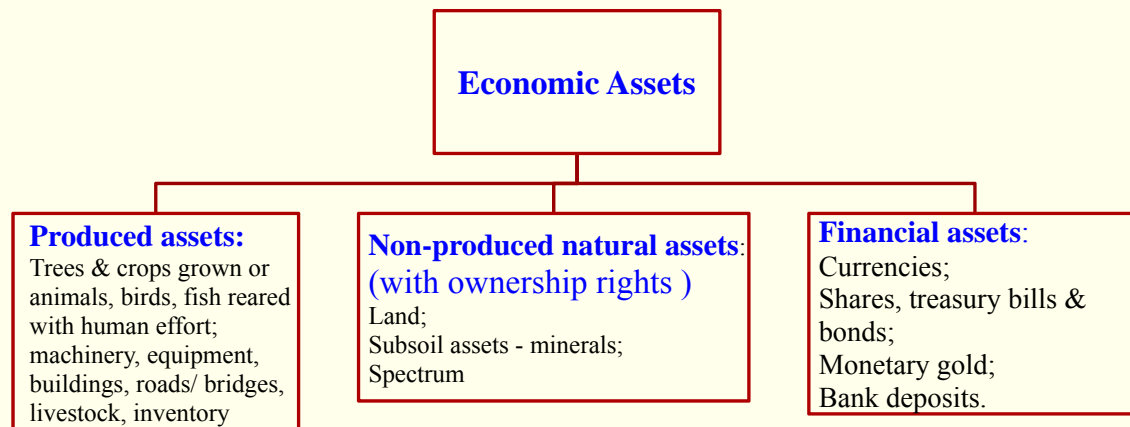 Economic Assets
Produced assets:
Trees & crops grown or
animals, birds, fish reared
with human effort;
machinery, equipment,
buildings, roads/ bridges,
livestock, inventory
Non-produced natural assets:
(with ownership rights )
Land;
Subsoil assets - minerals;
Spectrum
Financial assets:
Currencies;
Shares, treasury bills &
bonds;
Monetary gold;
Bank deposits.